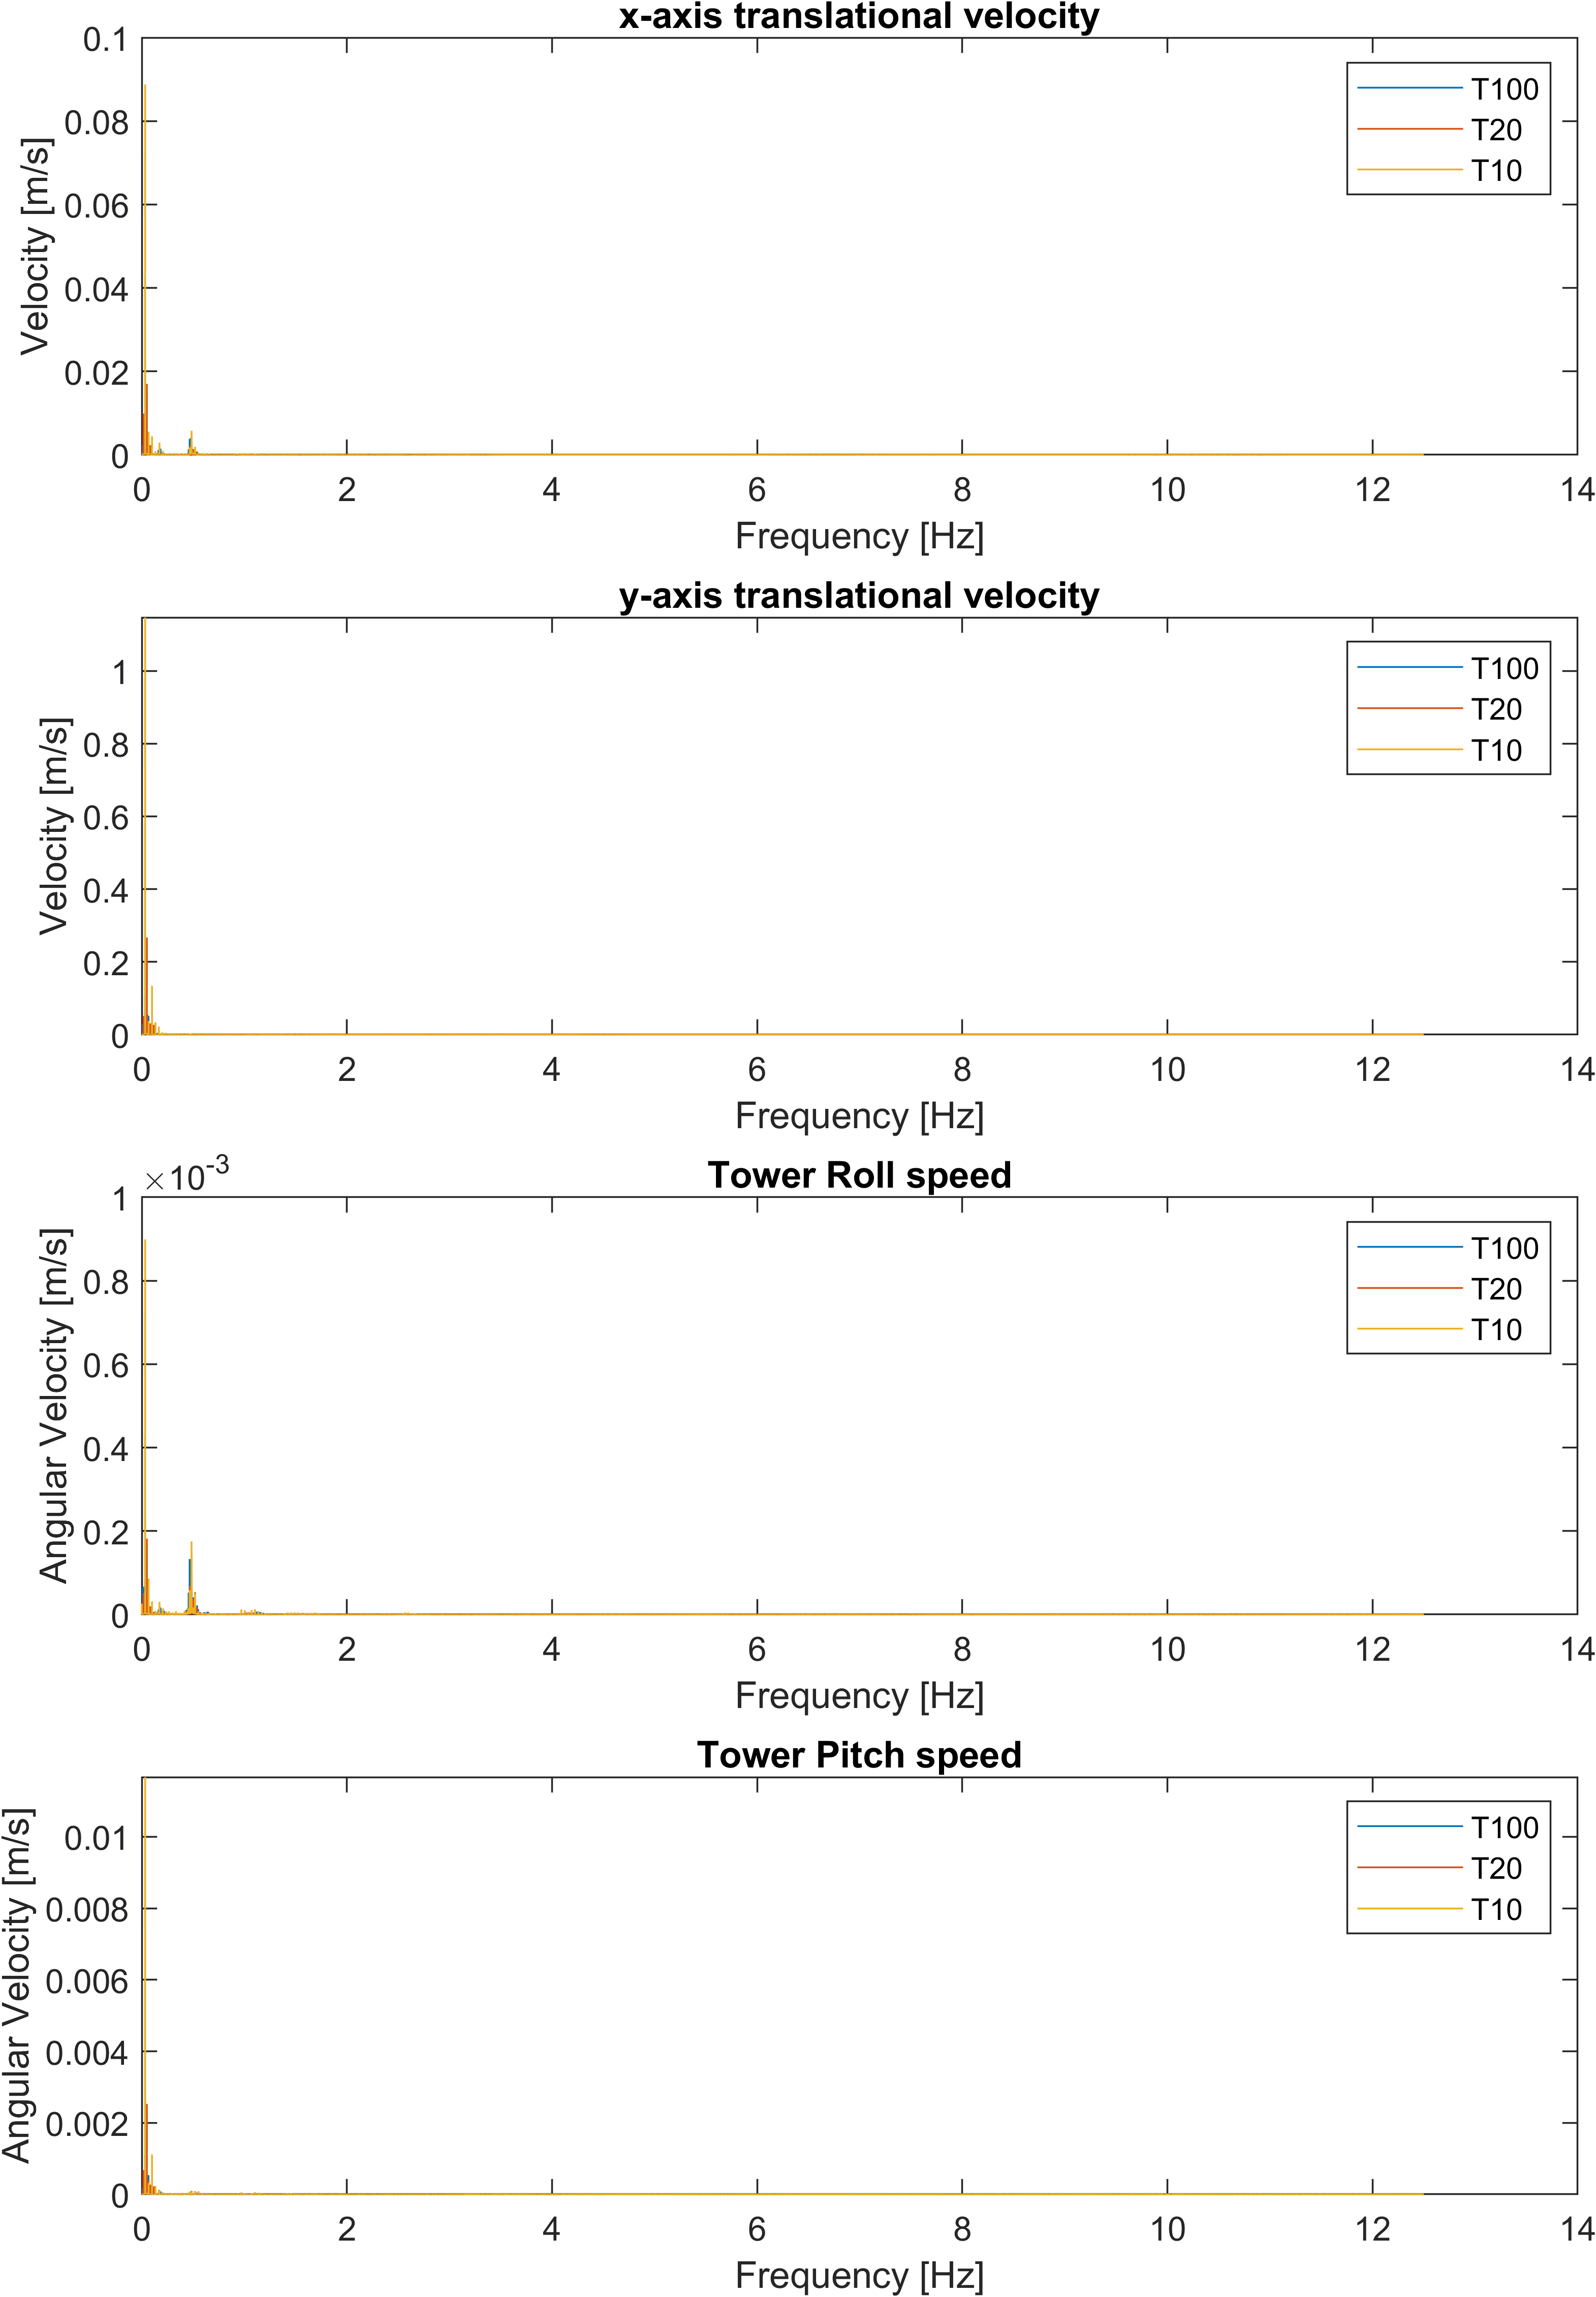 x-axis translational velocity
0.1
0.08
0.06
0.04
0.02
0
Velocity [m/s]
T100
T20
T10
0 2 4 6 8 10 12 14
Frequency [Hz]
y-axis translational velocity
1
0.8
0.6
0.4
0.2
0
Velocity [m/s]
T100
T20
T10
0 2 4 6 8 10 12 14
Frequency [Hz]
×10^-3
Tower Roll speed
1
0.8
0.6
0.4
0.2
0
Angular Velocity [m/s]
T100
T20
T10
0 2 4 6 8 10 12 14
Frequency [Hz]
Tower Pitch speed
0.01
0.008
0.006
0.004
0.002
0
Angular Velocity [m/s]
T100
T20
T10
0 2 4 6 8 10 12 14
Frequency [Hz]